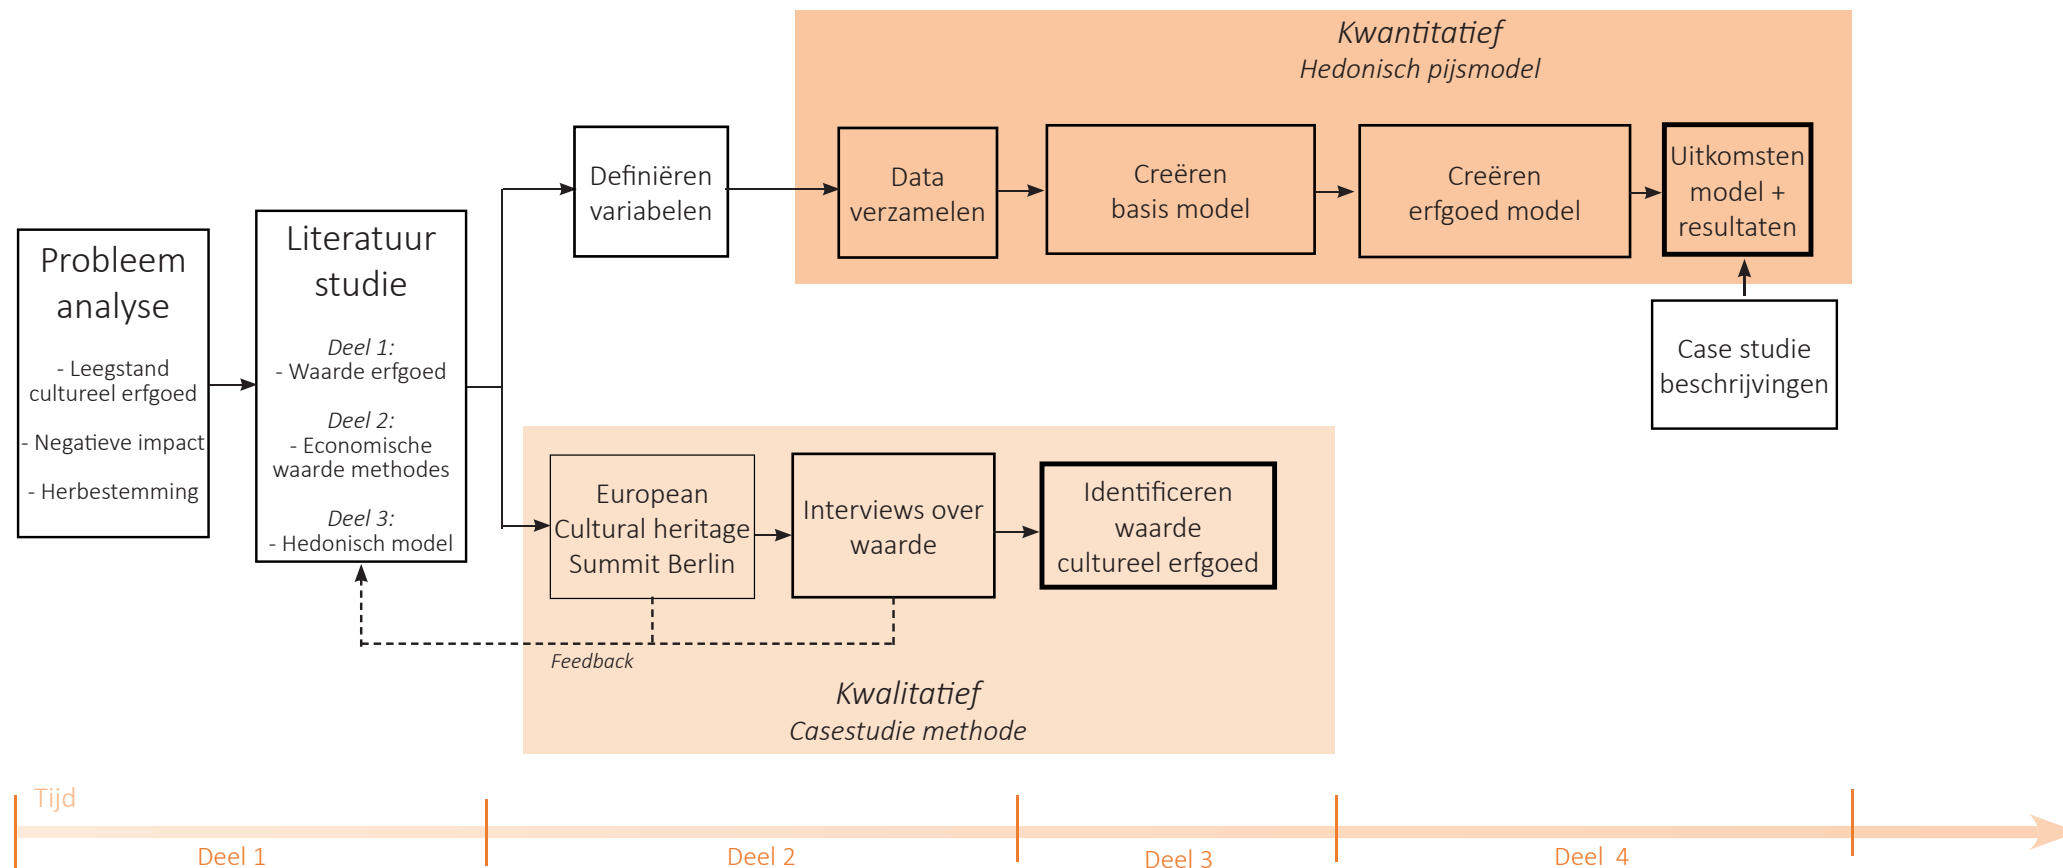 Kwantitatief
Hedonisch pijsmodel
Probleem
analyse
- Leegstand
cultureel erfgoed
- Negatieve impact
- Herbestemming
Literatuur
studie
Deel 1:
- Waarde erfgoed
Deel 2:
- Economische
waarde methodes
Deel 3:
- Hedonisch model
Definiëren
variabelen
Data
verzamelen
Creëren
basis model
Creëren
erfgoed model
Uitkomsten
model +
resultaten
Case studie
beschrijvingen
European
Cultural heritage
Summit Berlin
Interviews over
waarde
Identificeren
waarde
cultureel erfgoed
Feedback
Kwalitatief
Casestudie methode
Tijd
Deel 1
Deel 2
Deel 3
Deel 4